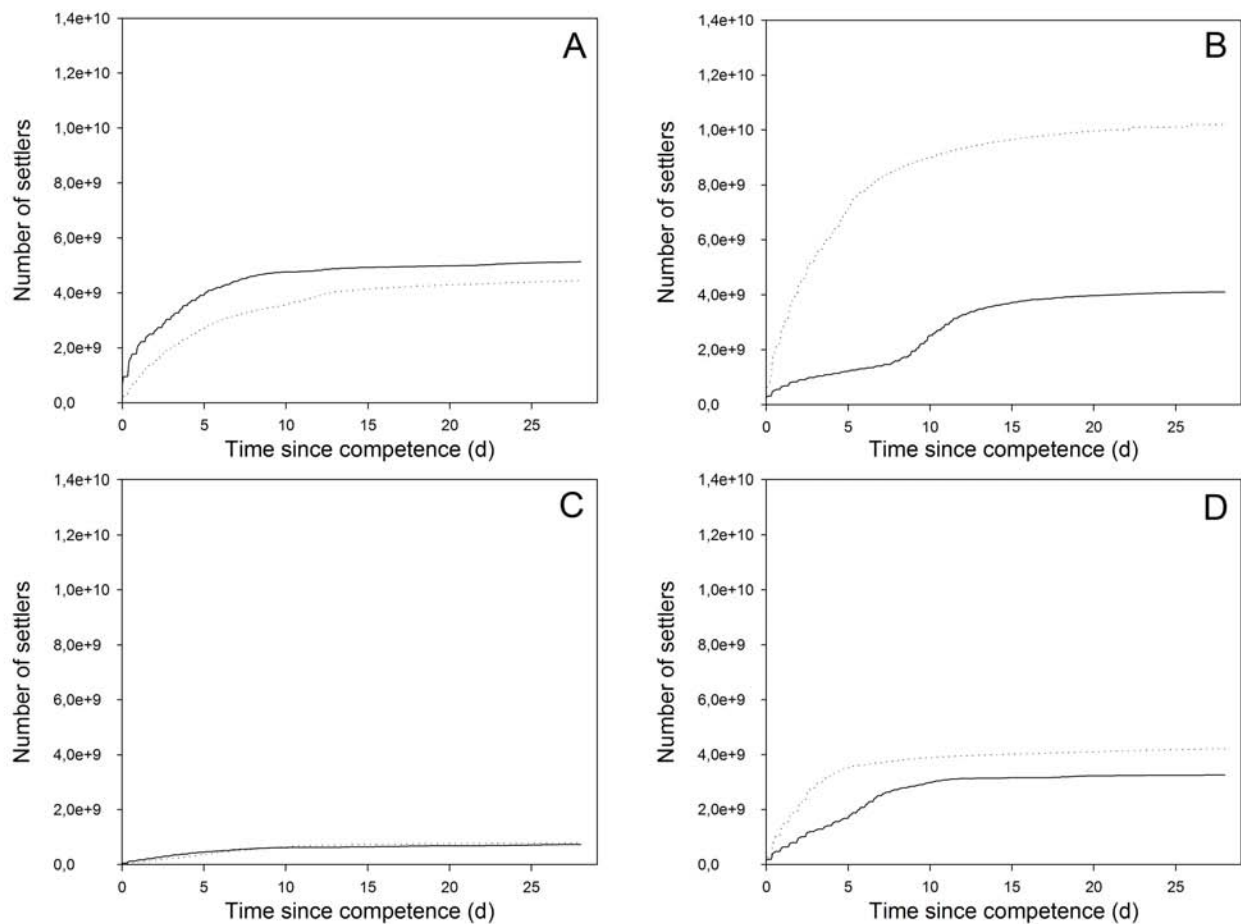 A
Number of settlers
1,4e+10
1,2e+10
1,0e+10
8,0e+9
6,0e+9
4,0e+9
2,0e+9
0,0
0 5 10 15 20 25
Time since competence (d)
B
Number of settlers
1,4e+10
1,2e+10
1,0e+10
8,0e+9
6,0e+9
4,0e+9
2,0e+9
0,0
0 5 10 15 20 25
Time since competence (d)
C
Number of settlers
1,4e+10
1,2e+10
1,0e+10
8,0e+9
6,0e+9
4,0e+9
2,0e+9
0,0
0 5 10 15 20 25
Time since competence (d)
D
Number of settlers
1,4e+10
1,2e+10
1,0e+10
8,0e+9
6,0e+9
4,0e+9
2,0e+9
0,0
0 5 10 15 20 25
Time since competence (d)